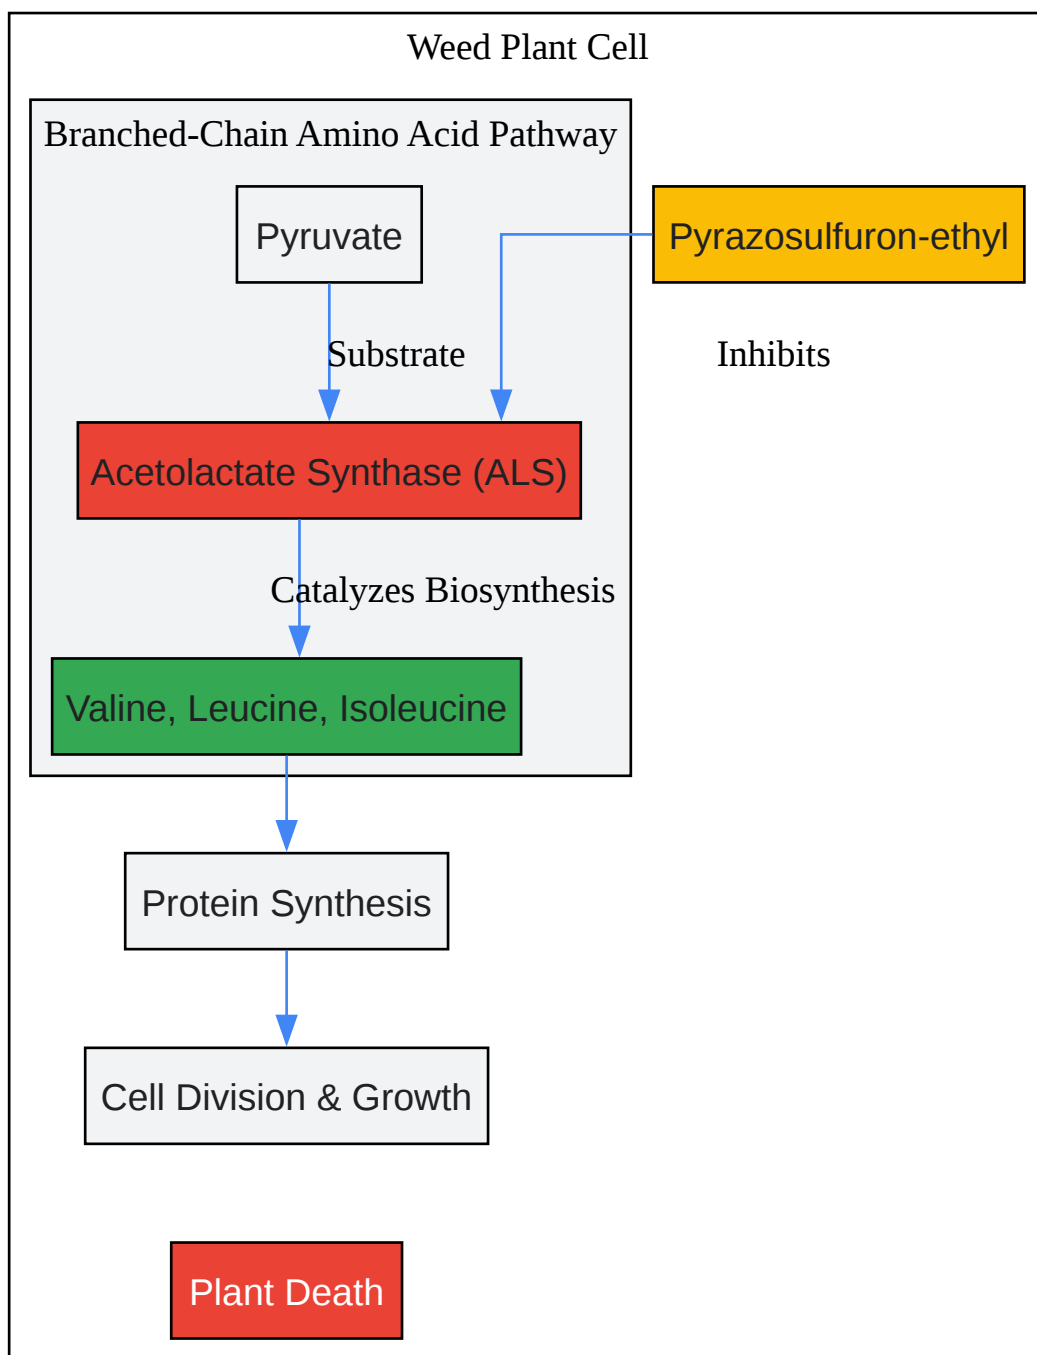 Weed Plant Cell
Branched-Chain Amino Acid Pathway
Pyruvate
Pyrazosulfuron-ethyl
Substrate
Inhibits
Acetolactate Synthase (ALS)
Catalyzes Biosynthesis
Valine, Leucine, Isoleucine
Protein Synthesis
Cell Division & Growth
Plant Death